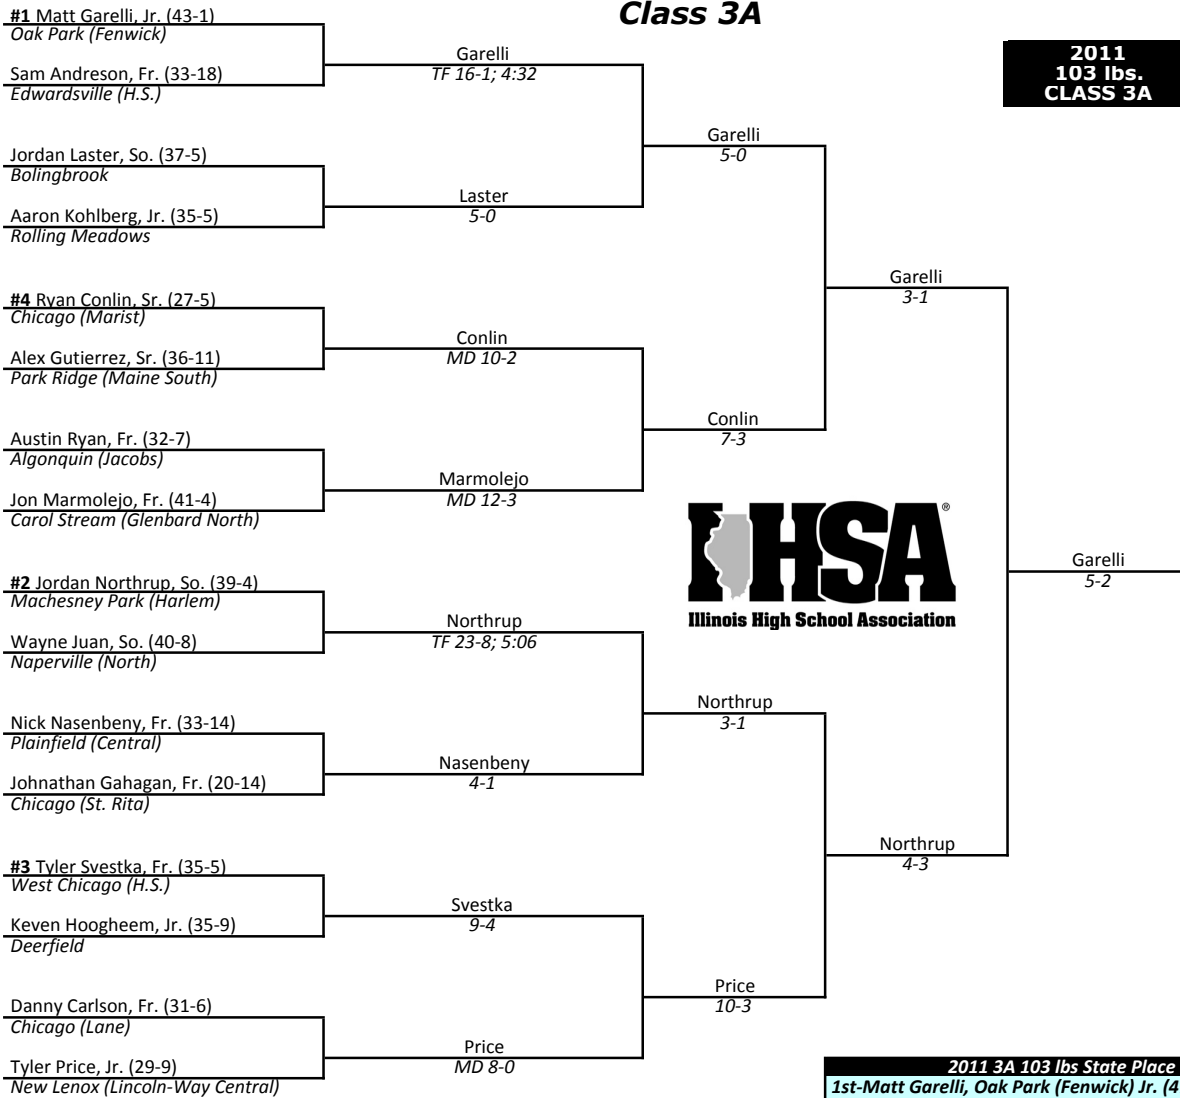 Class 3A
2011
103 lbs.
CLASS 3A
#1 Matt Garelli, Jr. (43-1)
Oak Park (Fenwick)
Sam Andreson, Fr. (33-18)
Edwardsville (H.S.)
Jordan Laster, So. (37-5)
Bolingbrook
Aaron Kohlberg, Jr. (35-5)
Rolling Meadows
#4 Ryan Conlin, Sr. (27-5)
Chicago (Marist)
Alex Gutierrez, Sr. (36-11)
Park Ridge (Maine South)
Austin Ryan, Fr. (32-7)
Algonquin (Jacobs)
Jon Marmolejo, Fr. (41-4)
Carol Stream (Glenbard North)
#2 Jordan Northrup, So. (39-4)
Machesney Park (Harlem)
Wayne Juan, So. (40-8)
Naperville (North)
Nick Nasenbeny, Fr. (33-14)
Plainfield (Central)
Johnathan Gahagan, Fr. (20-14)
Chicago (St. Rita)
#3 Tyler Svestka, Fr. (35-5)
West Chicago (H.S.)
Keven Hoogheem, Jr. (35-9)
Deerfield
Danny Carlson, Fr. (31-6)
Chicago (Lane)
Tyler Price, Jr. (29-9)
New Lenox (Lincoln-Way Central)
Garelli
TF 16-1; 4:32
Laster
5-0
Conlin
MD 10-2
Marmolejo
MD 12-3
Northrup
TF 23-8; 5:06
Nasenbeny
4-1
Svestka
9-4
Price
MD 8-0
Garelli
5-0
Conlin
7-3
Northrup
3-1
Price
10-3
Garelli
3-1
Northrup
4-3
Garelli
5-2
IHSA®
Illinois High School Association
2011 3A 103 lbs State Place
1st-Matt Garelli, Oak Park (Fenwick) Jr. (4